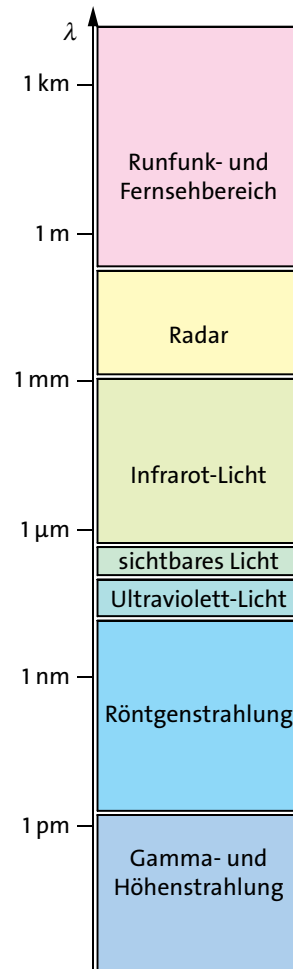 λ
1 km
Runfunk- und
Fernsehbereich
1 m
Radar
1 mm
Infrarot-Licht
1 µm
sichtbares Licht
Ultraviolett-Licht
1 nm
Röntgenstrahlung
1 pm
Gamma- und
Höhenstrahlung